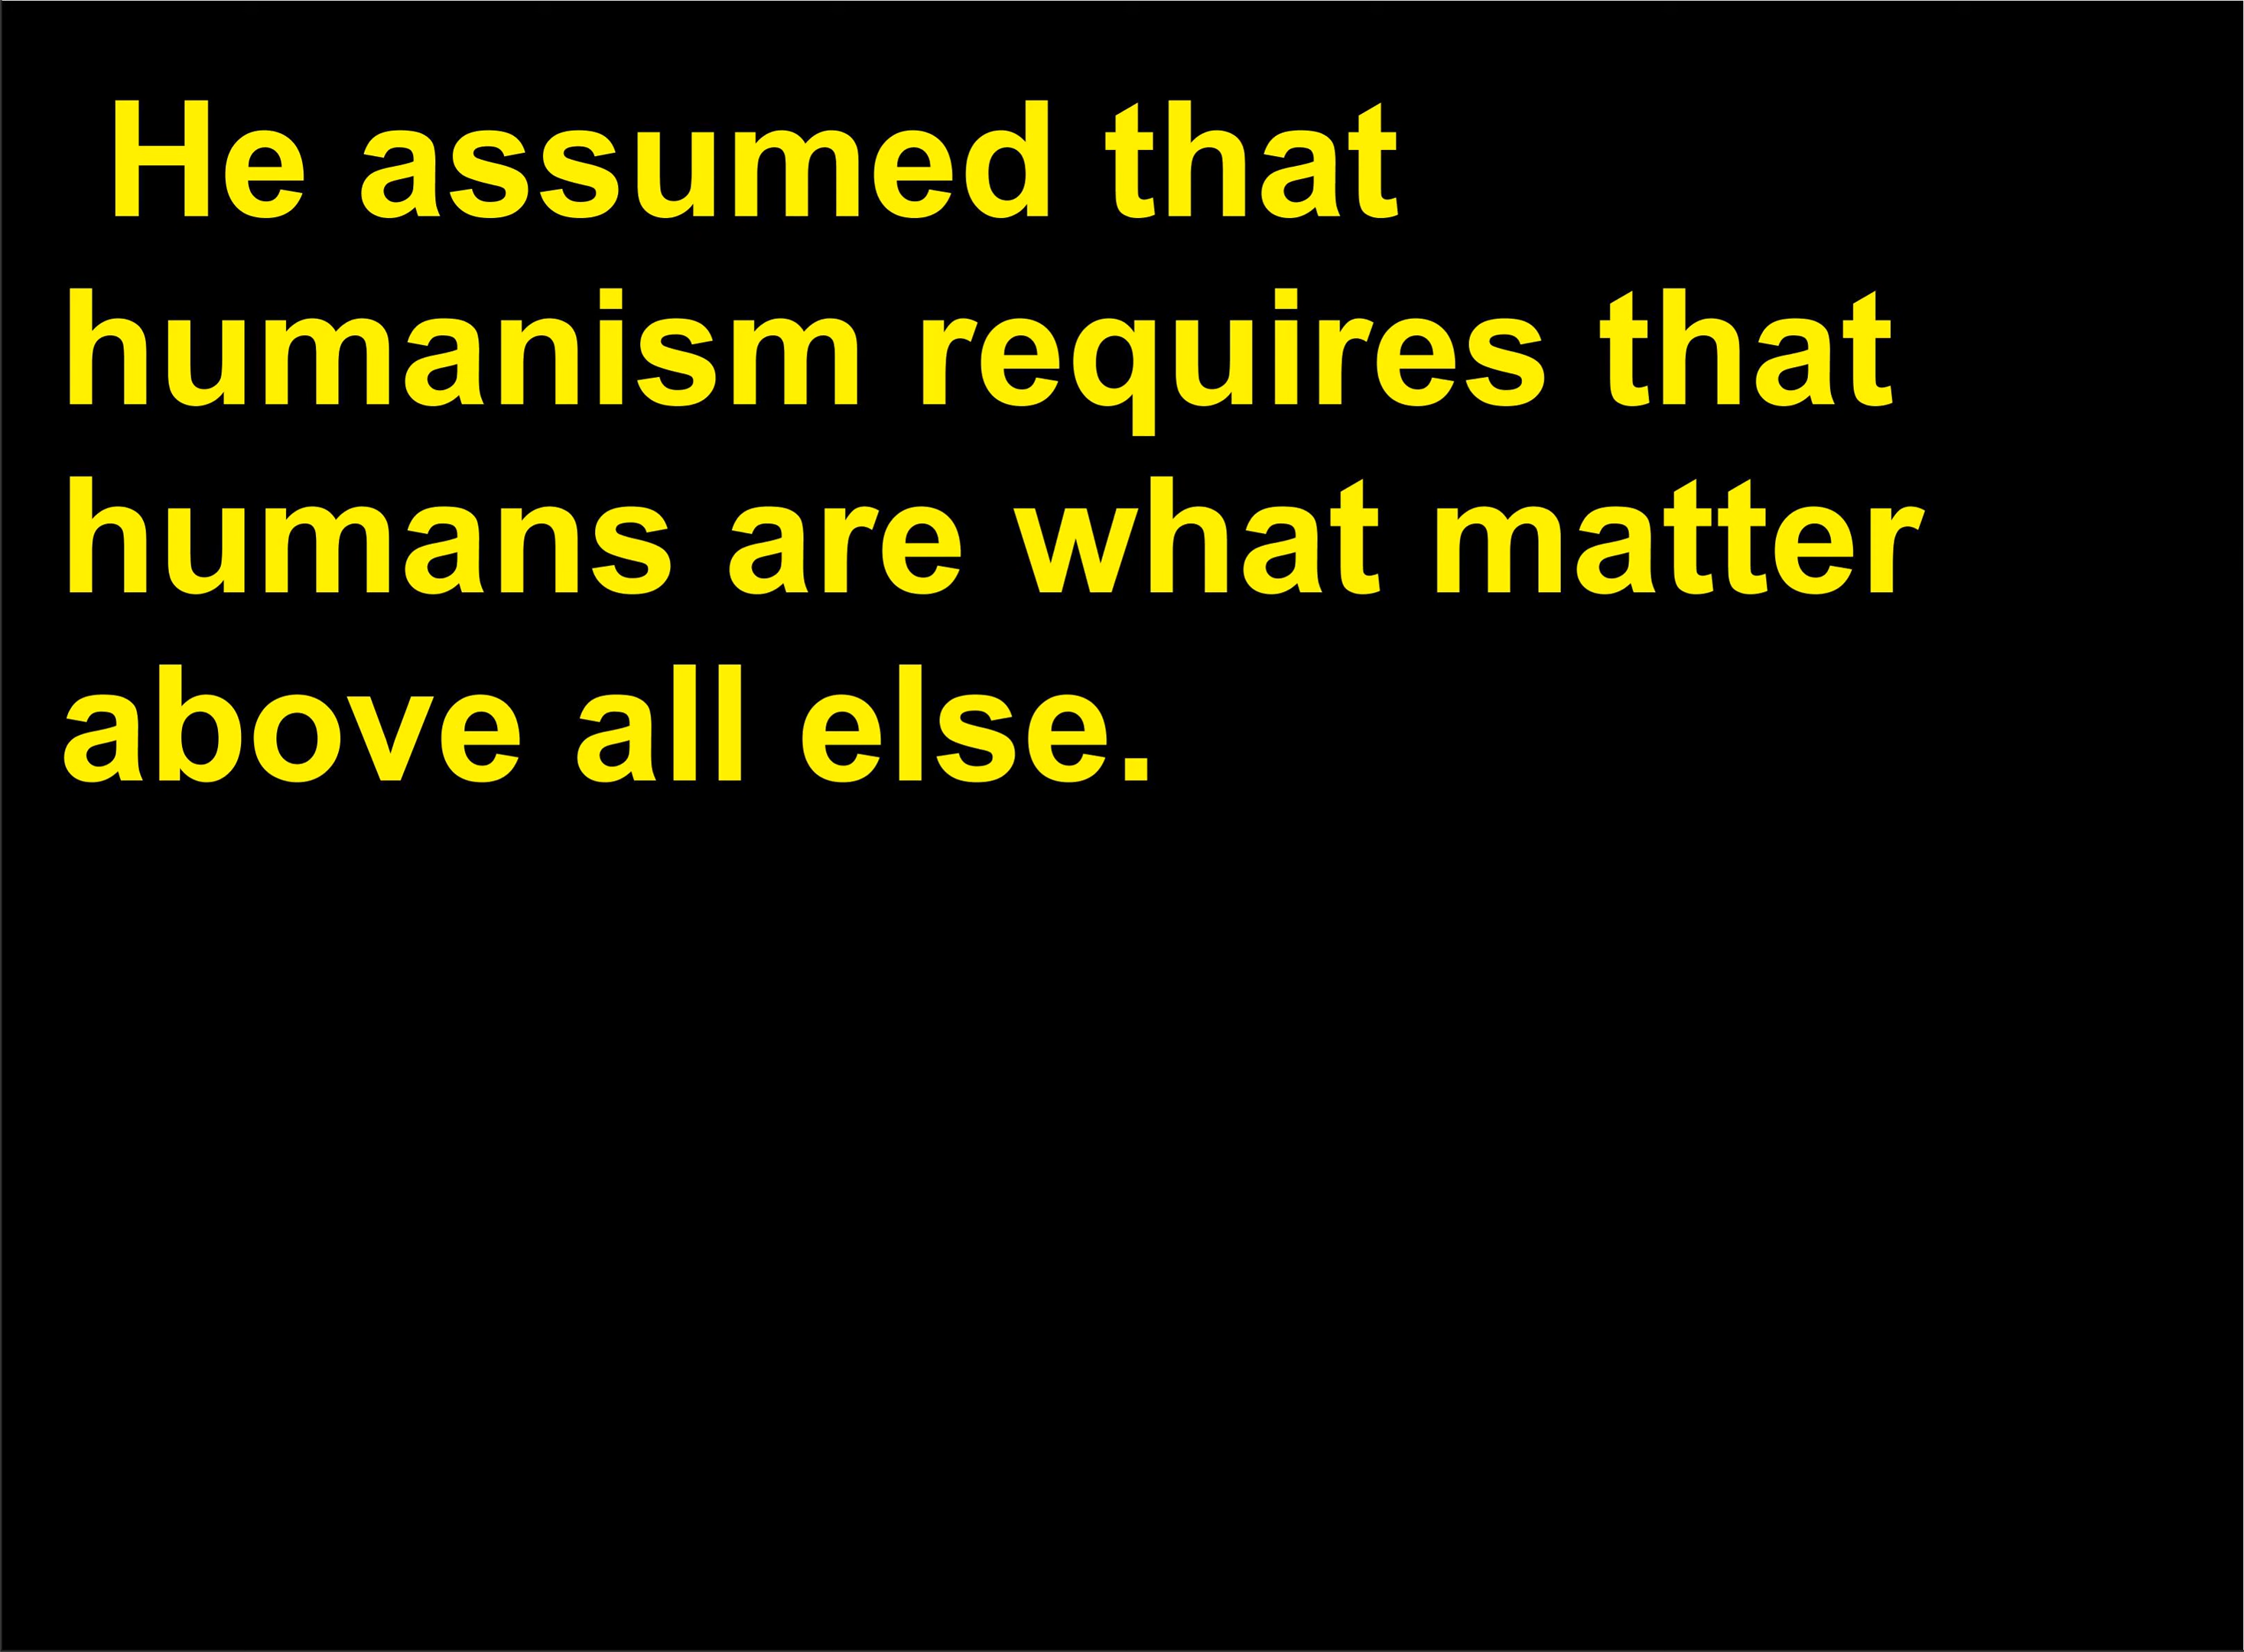 He assumed that
humanism requires that
humans are what matter
above all else.